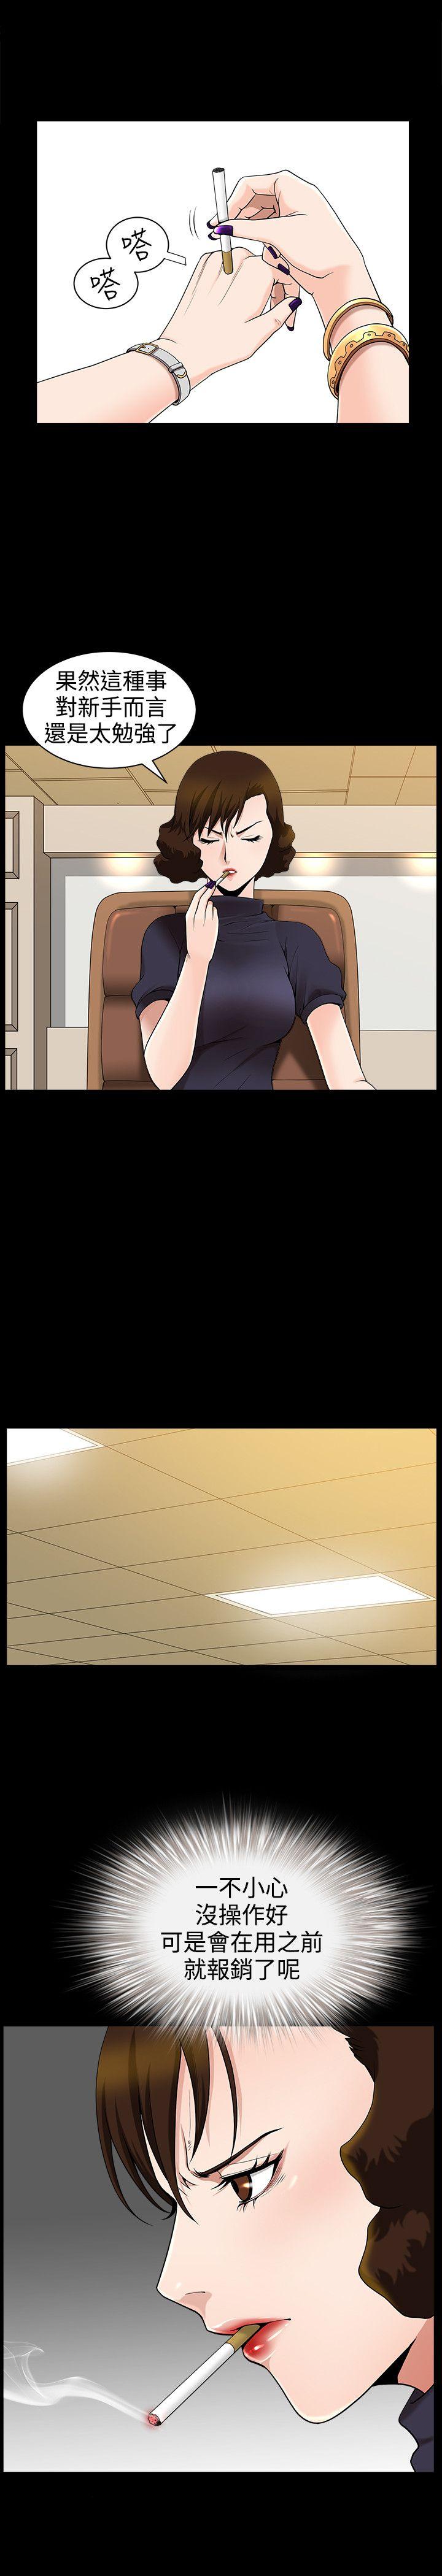 嗒
嗒
果然這種事
對新手而言
還是太勉強了
一不小心
沒操作好
可是會在用之前
就報銷了呢